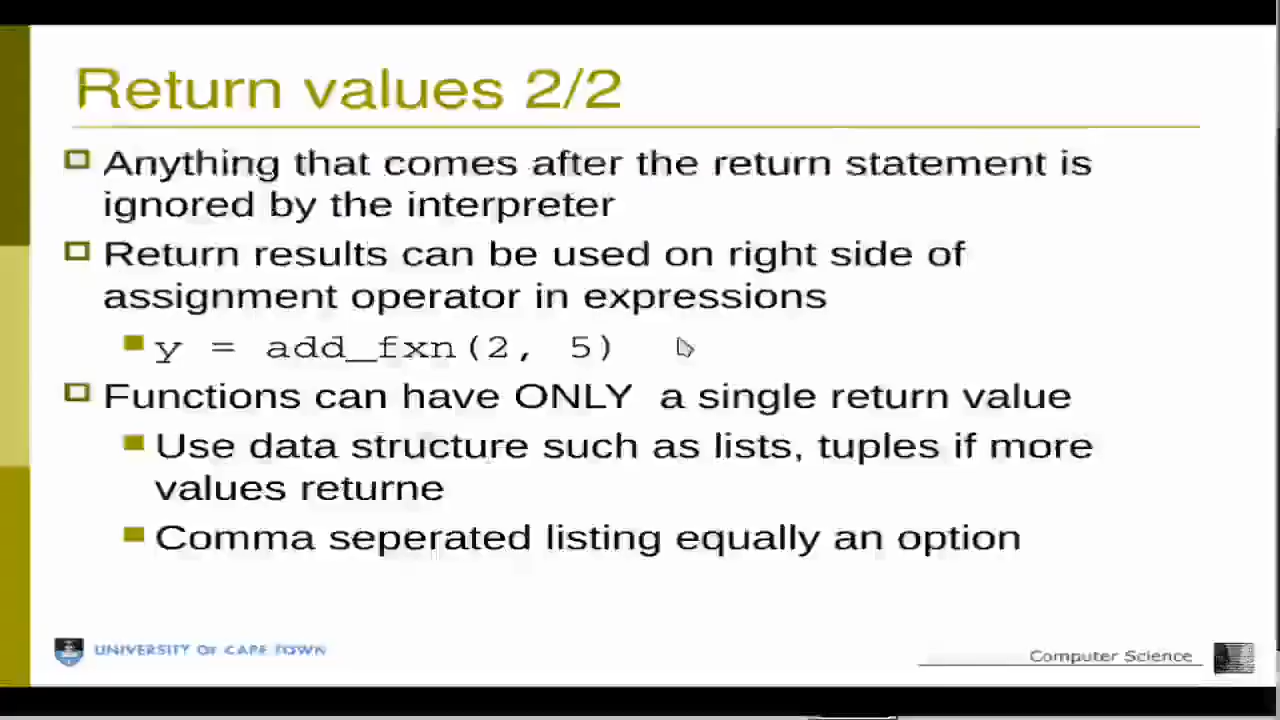 Return values 2/2
Anything that comes after the return statement is
ignored by the interpreter
Return results can be used on right side of
assignment operator in expressions
y = add_fxn(2, 5)
Functions can have ONLY a single return value
Use data structure such as lists, tuples if more
values returne
Comma seperated listing equally an option
UNIVERSITY OF CAPE TOWN
Computer Science